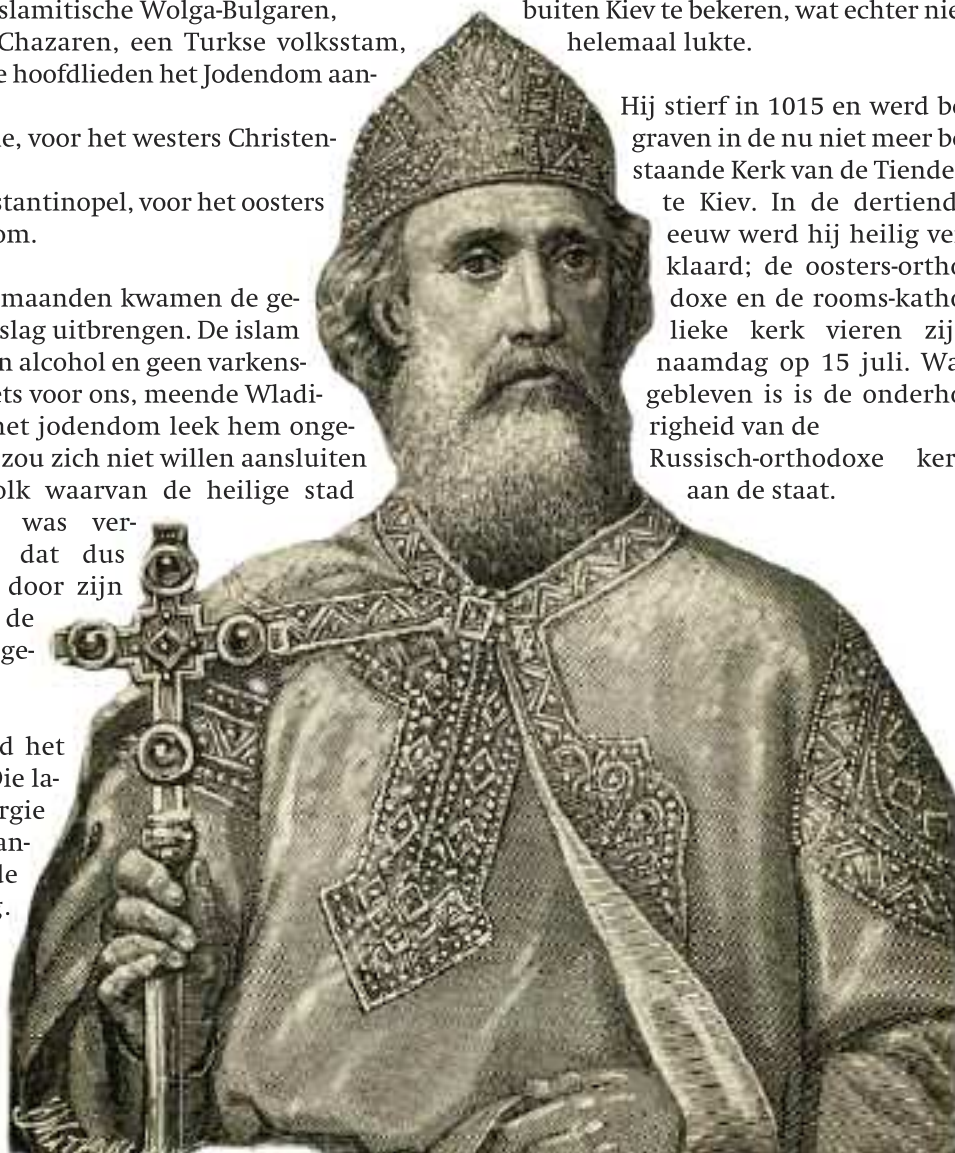 slamitische Wolga-Bulgaren,
Chazaren, een Turkse volksstam,
e hoofdlieden het Jodendom aan-
e, voor het westers Christen-
stantinopel, voor het oosters
om.
maanden kwamen de ge-
slag uitbrengen. De islam
n alcohol en geen varkens-
ets voor ons, meende Wladi-
net jodendom leek hem onge-
zou zich niet willen aansluiten
olk waarvan de heilige stad
was ver-
dat dus
door zijn
de
ge-
d het
Die la-
rgie
an-
de
g.
buiten Kiev te bekeren, wat echter nie
helemaal lukte.
Hij stierf in 1015 en werd be
graven in de nu niet meer be
staande Kerk van de Tiende
te Kiev. In de dertiend
eeuw werd hij heilig ver
klaard; de oosters-ortho
doxe en de rooms-katho
lieke kerk vieren zij
naamdag op 15 juli. Wa
gebleven is is de onderho
righeid van de
Russisch-orthodoxe ker
aan de staat.